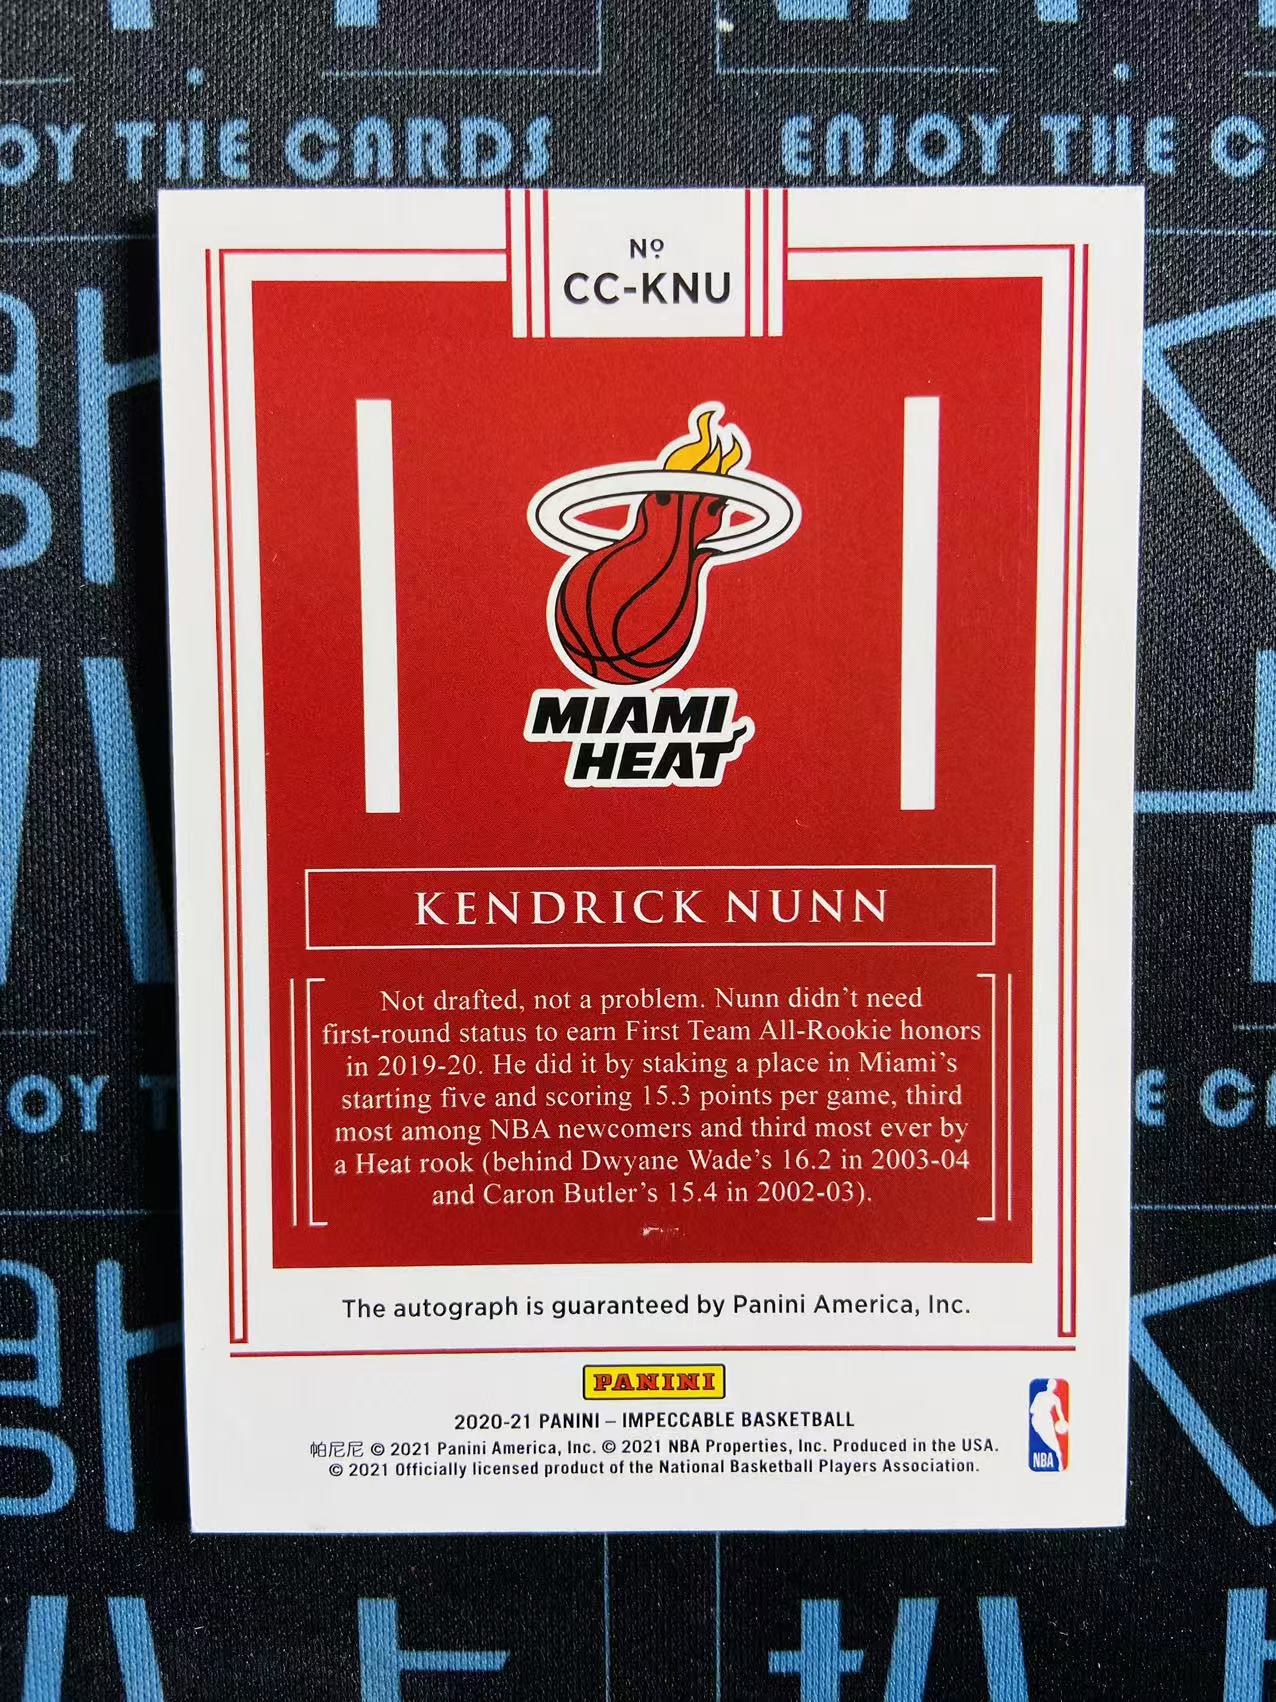 OY THE CARDS
ENJOY THE C
Nº
CC-KNU
MIAMI
HEAT
KENDRICK NUNN
Not drafted, not a problem. Nunn didn't need
first-round status to earn First Team All-Rookie honors
in 2019-20. He did it by staking a place in Miami's
starting five and scoring 15.3 points per game, third
most among NBA newcomers and third most ever by
a Heat rook (behind Dwyane Wade's 16.2 in 2003-04
and Caron Butler's 15.4 in 2002-03).
OY T
E C
The autograph is guaranteed by Panini America, Inc.
PANINI
2020-21 PANINI – IMPECCABLE BASKETBALL
帕尼尼 © 2021 Panini America, Inc. © 2021 NBA Properties, Inc. Produced in the USA.
© 2021 Officially licensed product of the National Basketball Players Association.
NBA